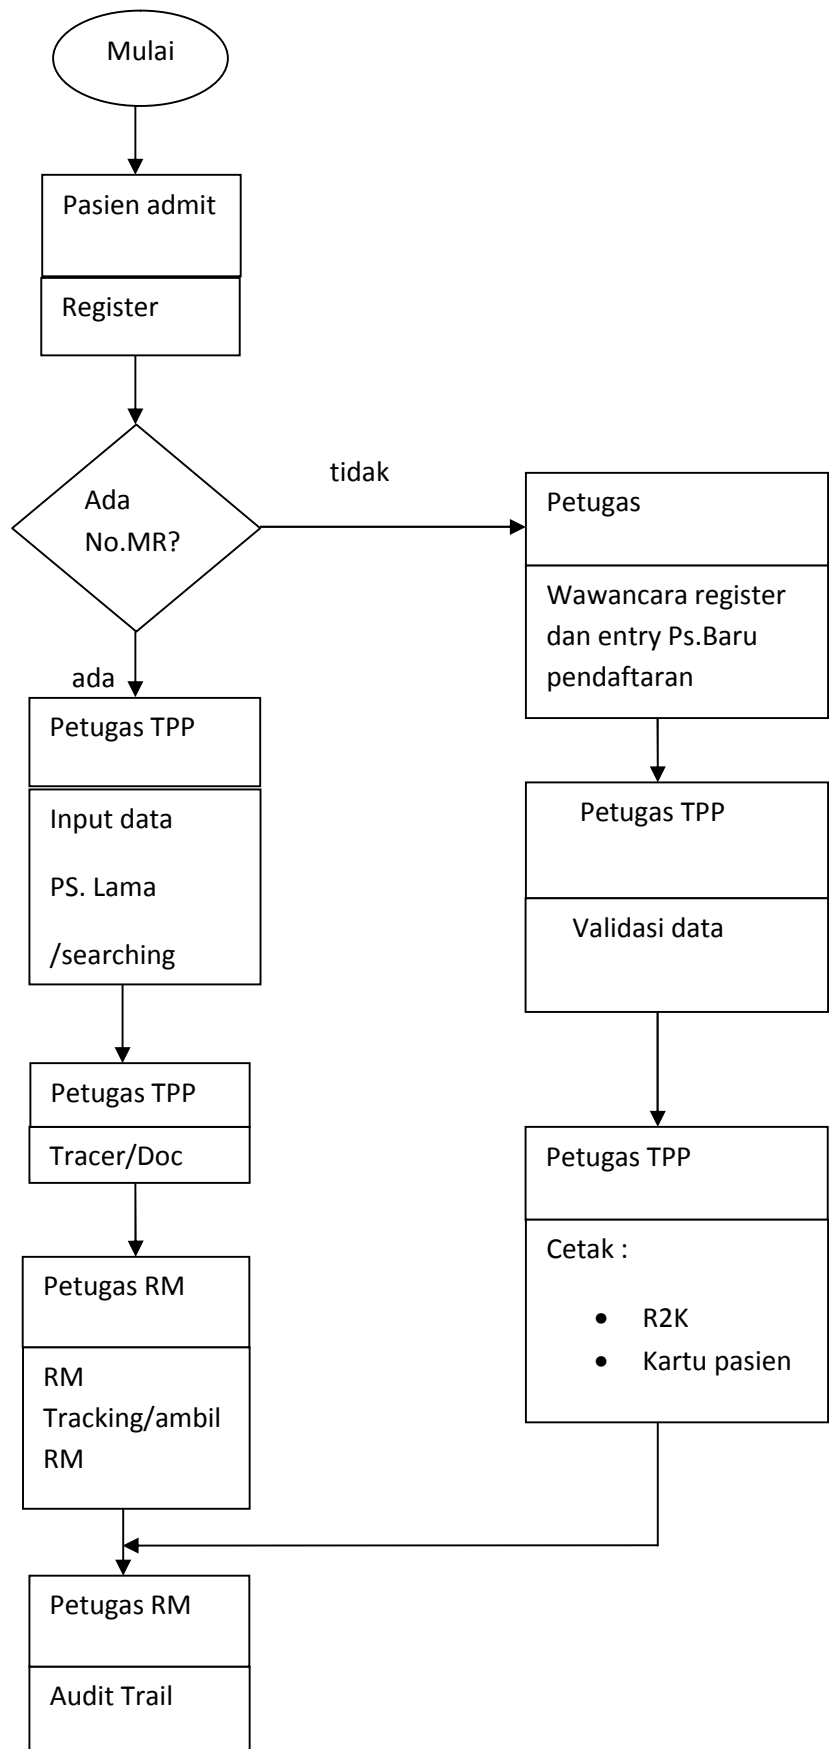 Mulai
Pasien admit
Register
Ada
No.MR?
tidak
ada
Petugas
Wawancara register
dan entry Ps.Baru
pendaftaran
Petugas TPP
Input data
PS. Lama
/searching
Petugas TPP
Validasi data
Petugas TPP
Tracer/Doc
Petugas TPP
Cetak :
• R2K
• Kartu pasien
Petugas RM
RM
Tracking/ambil
RM
Petugas RM
Audit Trail